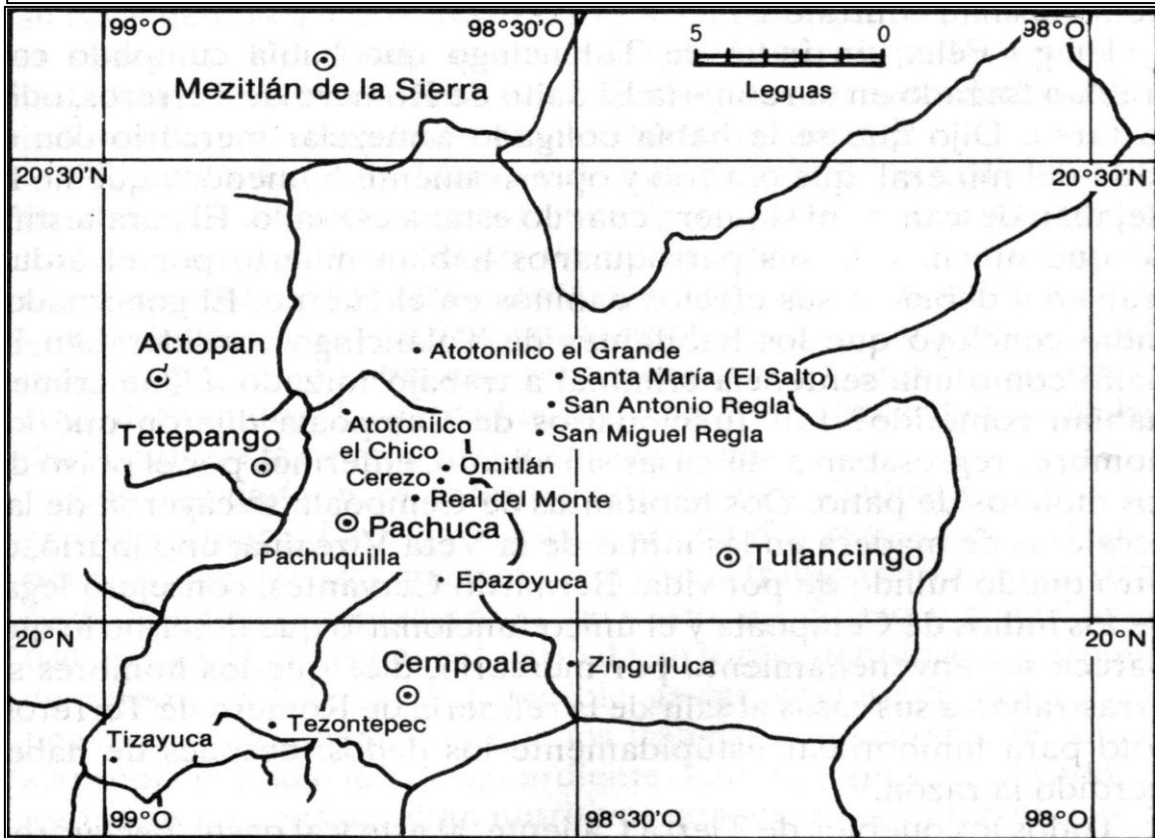 99°O
98°30'O
98°O
5 0
Leguas
Mezitlán de la Sierra
20°30'N
20°30'N
Actopan
Atotonilco el Grande
Santa María (El Salto)
San Antonio Regla
San Miguel Regla
Atotonilco
el Chico
Tetepango
Omitlán
Cerezo
Real del Monte
Pachuca
Pachuquilla
Epazoyuca
Tulancingo
20°N
20°N
Cempoala
Zinguiluca
Tezontepec
Tizayuca
99°O
98°30'O
98°O